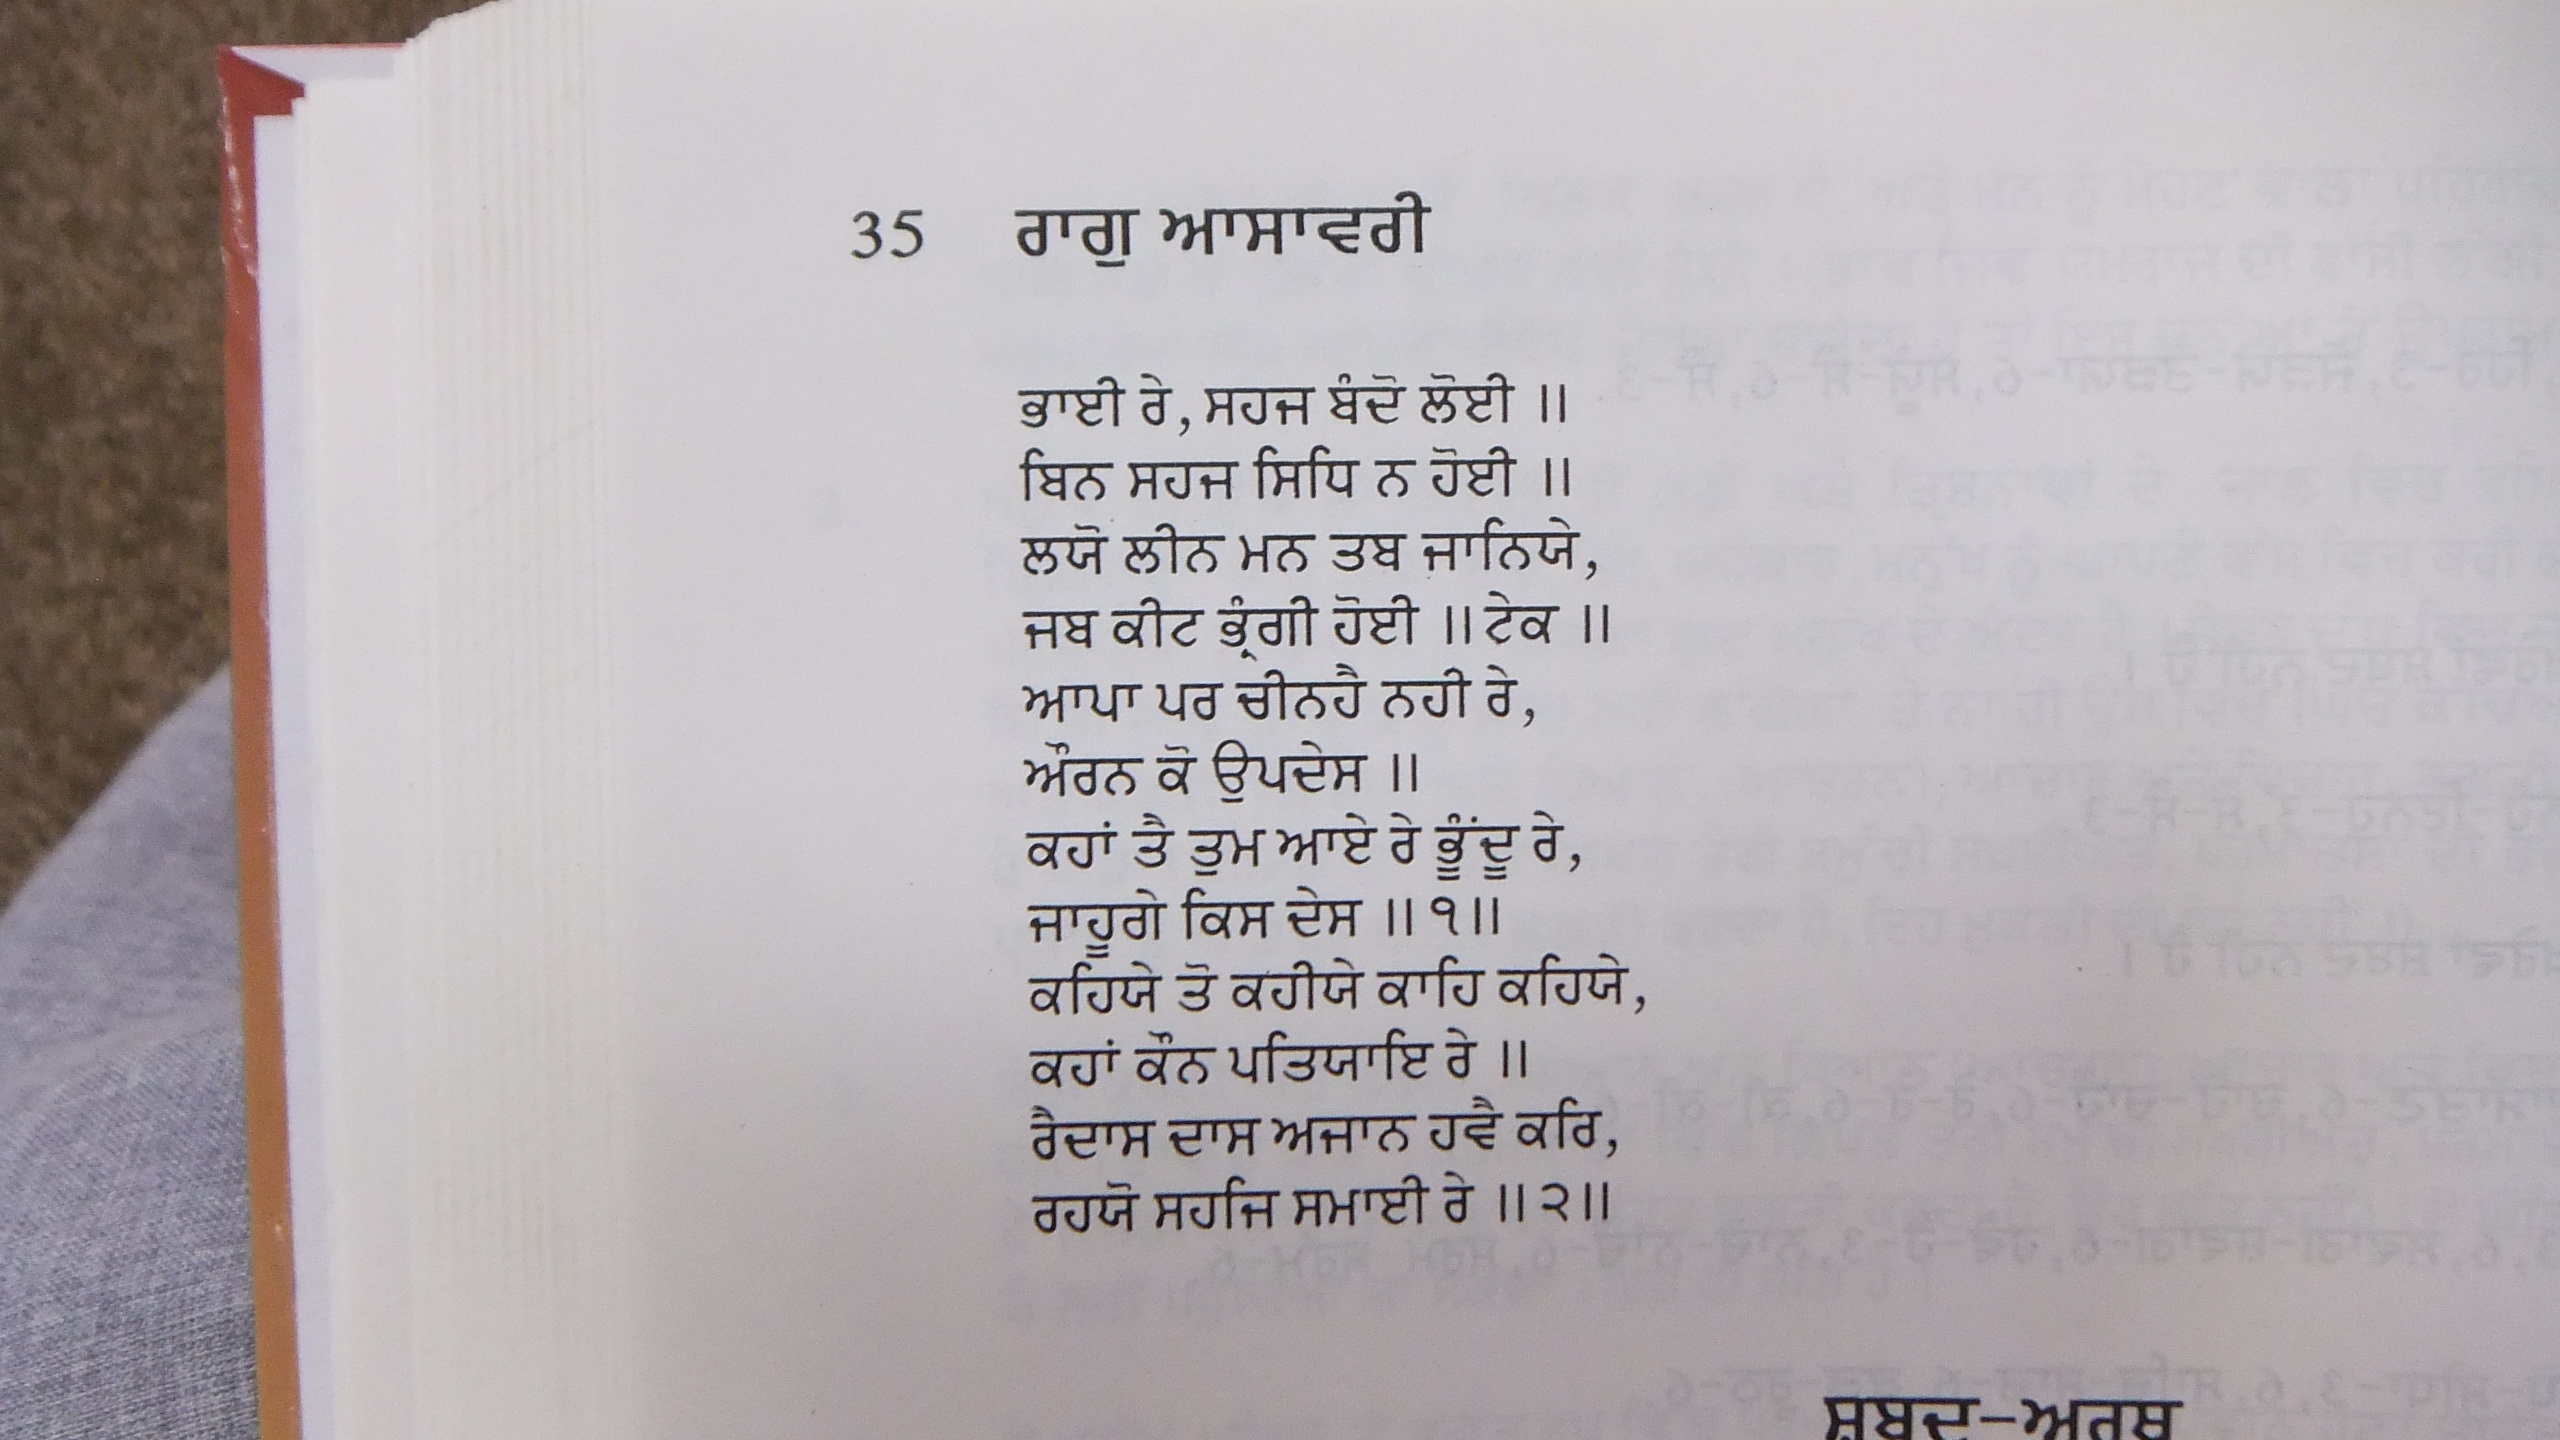 35 ਰਾਗੁ ਆਸਾਵਰੀ
ਭਾਈ ਰੇ, ਸਹਜ ਬੰਦੋ ਲੋਈ ॥
ਬਿਨ ਸਹਜ ਸਿਧਿ ਨ ਹੋਈ ॥
ਲਯੋ ਲੀਨ ਮਨ ਤਬ ਜਾਨਿਯੇ,
ਜਬ ਕੀਟ ਭ੍ਰੰਗੀ ਹੋਈ ॥ ਟੇਕ ॥
ਆਪਾ ਪਰ ਚੀਨਹੈ ਨਹੀ ਰੇ,
ਔਰਨ ਕੋ ਉਪਦੇਸ ॥
ਕਹਾਂ ਤੈ ਤੁਮ ਆਏ ਰੇ ਭੂੰਦੂ ਰੇ,
ਜਾਹੂਗੇ ਕਿਸ ਦੇਸ ॥੧॥
ਕਹਿਯੇ ਤੋ ਕਹੀਯੇ ਕਾਹਿ ਕਹਿਯੇ,
ਕਹਾਂ ਕੌਨ ਪਤਿਯਾਇ ਰੇ ॥
ਰੈਦਾਸ ਦਾਸ ਅਜਾਨ ਹਵੈ ਕਰਿ,
ਰਹਯੋ ਸਹਜਿ ਸਮਾਈ ਰੇ ॥੨॥
ਸ਼ਬਦ-ਅਰਥ